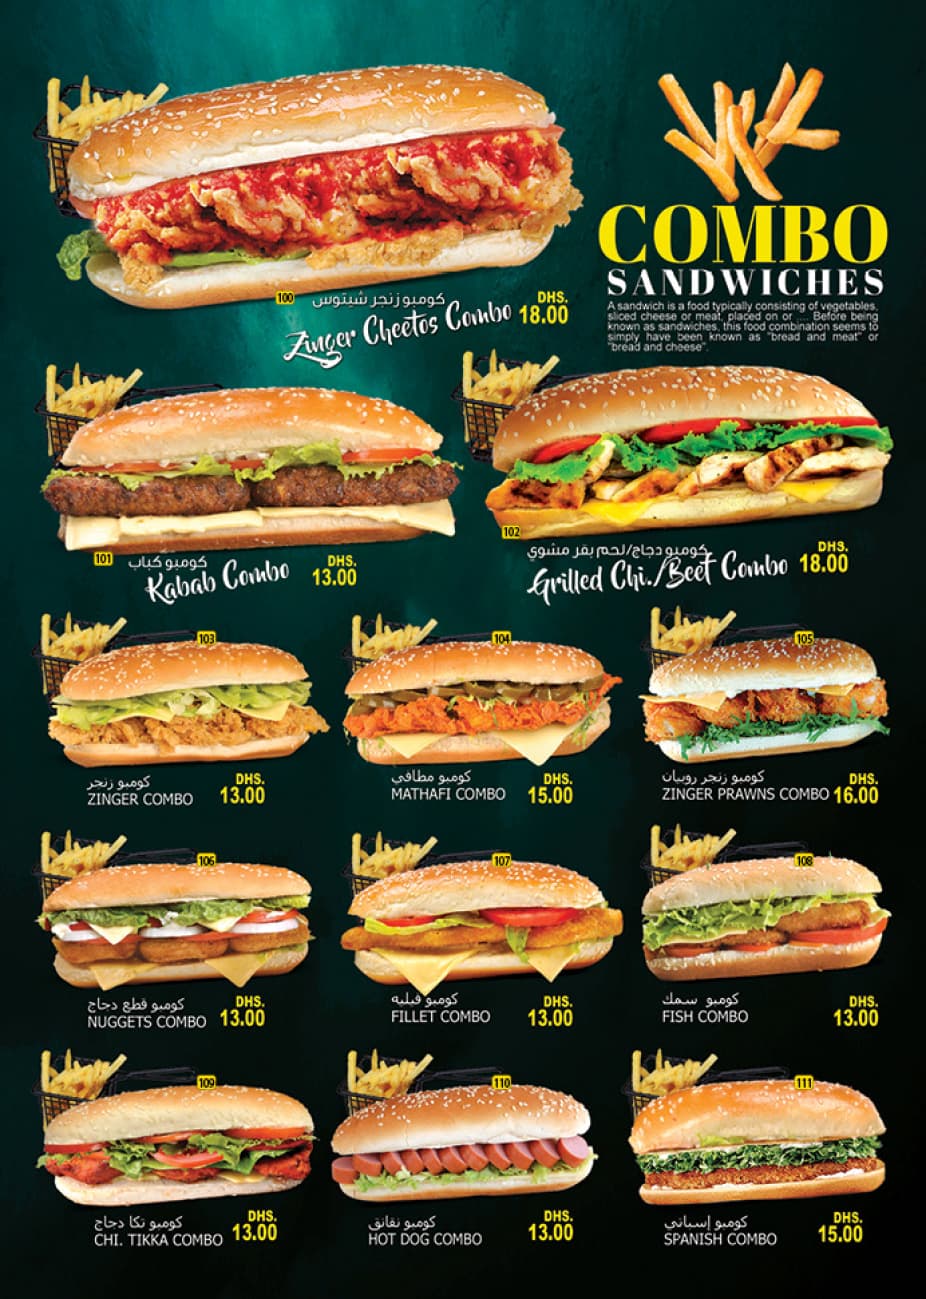 COMBO
SANDWICHES
A sandwich is a food typically consisting of vegetables,
sliced cheese or meat, placed on or .... Before being
known as sandwiches, this food combination seems to
simply have been known as "bread and meat" or
"bread and cheese".
100
كومبو زنجر شيتوس
Zinger Cheetos Combo
DHS.
18.00
101
كومبو كباب
Kabab Combo
DHS.
13.00
102
كومبو دجاج/لحم بقر مشوي
Grilled Chi./Beef Combo
DHS.
18.00
103
كومبو زنجر
ZINGER COMBO
DHS.
13.00
104
كومبو مطافي
MATHAFI COMBO
DHS.
15.00
105
كومبو زنجر روبيان
ZINGER PRAWNS COMBO
DHS.
16.00
106
كومبو قطع دجاج
NUGGETS COMBO
DHS.
13.00
107
كومبو فيليه
FILLET COMBO
DHS.
13.00
108
كومبو سمك
FISH COMBO
DHS.
13.00
109
كومبو تكا دجاج
CHI. TIKKA COMBO
DHS.
13.00
110
كومبو نقانق
HOT DOG COMBO
DHS.
13.00
111
كومبو إسباني
SPANISH COMBO
DHS.
15.00